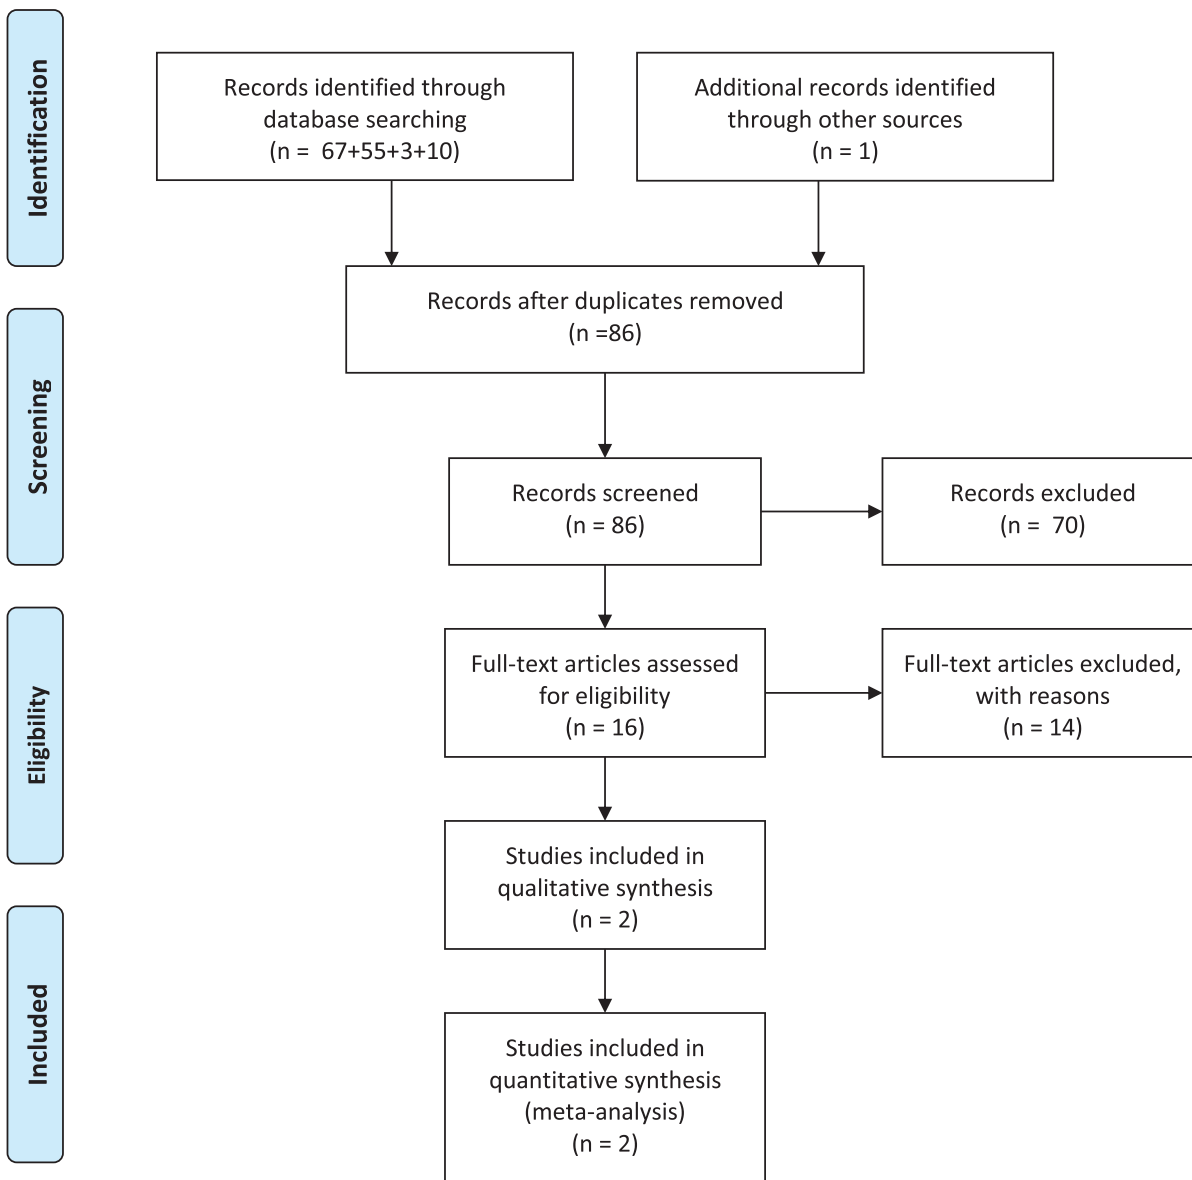 Identification
Records identified through
database searching
(n =  67+55+3+10)
Additional records identified
through other sources
(n = 1)
Records after duplicates removed
(n =86)
Screening
Records screened
(n = 86)
Records excluded
(n =  70)
Eligibility
Full-text articles assessed
for eligibility
(n = 16)
Full-text articles excluded,
with reasons
(n = 14)
Studies included in
qualitative synthesis
(n = 2)
Included
Studies included in
quantitative synthesis
(meta-analysis)
(n = 2)